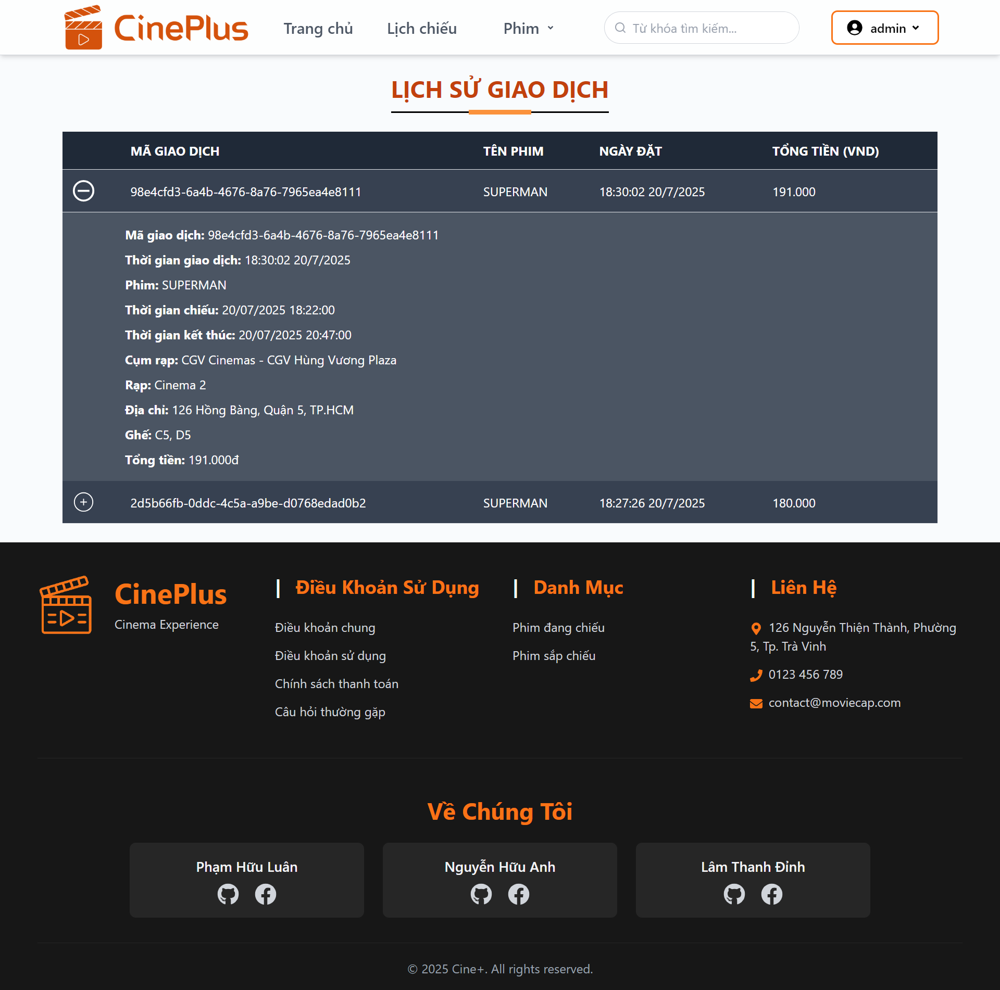 CinePlus Trang chủ Lịch chiếu Phim Từ khóa tìm kiếm... admin
LỊCH SỬ GIAO DỊCH
MÃ GIAO DỊCH TÊN PHIM NGÀY ĐẶT TỔNG TIỀN (VND)
98e4cfd3-6a4b-4676-8a76-7965ea4e8111 SUPERMAN 18:30:02 20/7/2025 191.000
Mã giao dịch: 98e4cfd3-6a4b-4676-8a76-7965ea4e8111
Thời gian giao dịch: 18:30:02 20/7/2025
Phim: SUPERMAN
Thời gian chiếu: 20/07/2025 18:22:00
Thời gian kết thúc: 20/07/2025 20:47:00
Cụm rạp: CGV Cinemas - CGV Hùng Vương Plaza
Rạp: Cinema 2
Địa chỉ: 126 Hồng Bàng, Quận 5, TP.HCM
Ghế: C5, D5
Tổng tiền: 191.000đ
2d5b66fb-0ddc-4c5a-a9be-d0768edad0b2 SUPERMAN 18:27:26 20/7/2025 180.000
CinePlus
Cinema Experience
Điều Khoản Sử Dụng
Điều khoản chung
Điều khoản sử dụng
Chính sách thanh toán
Câu hỏi thường gặp
Danh Mục
Phim đang chiếu
Phim sắp chiếu
Liên Hệ
126 Nguyễn Thiện Thành, Phường
5, Tp. Trà Vinh
0123 456 789
contact@moviecap.com
Về Chúng Tôi
Phạm Hữu Luân
Nguyễn Hữu Anh
Lâm Thanh Đỉnh
© 2025 Cine+. All rights reserved.